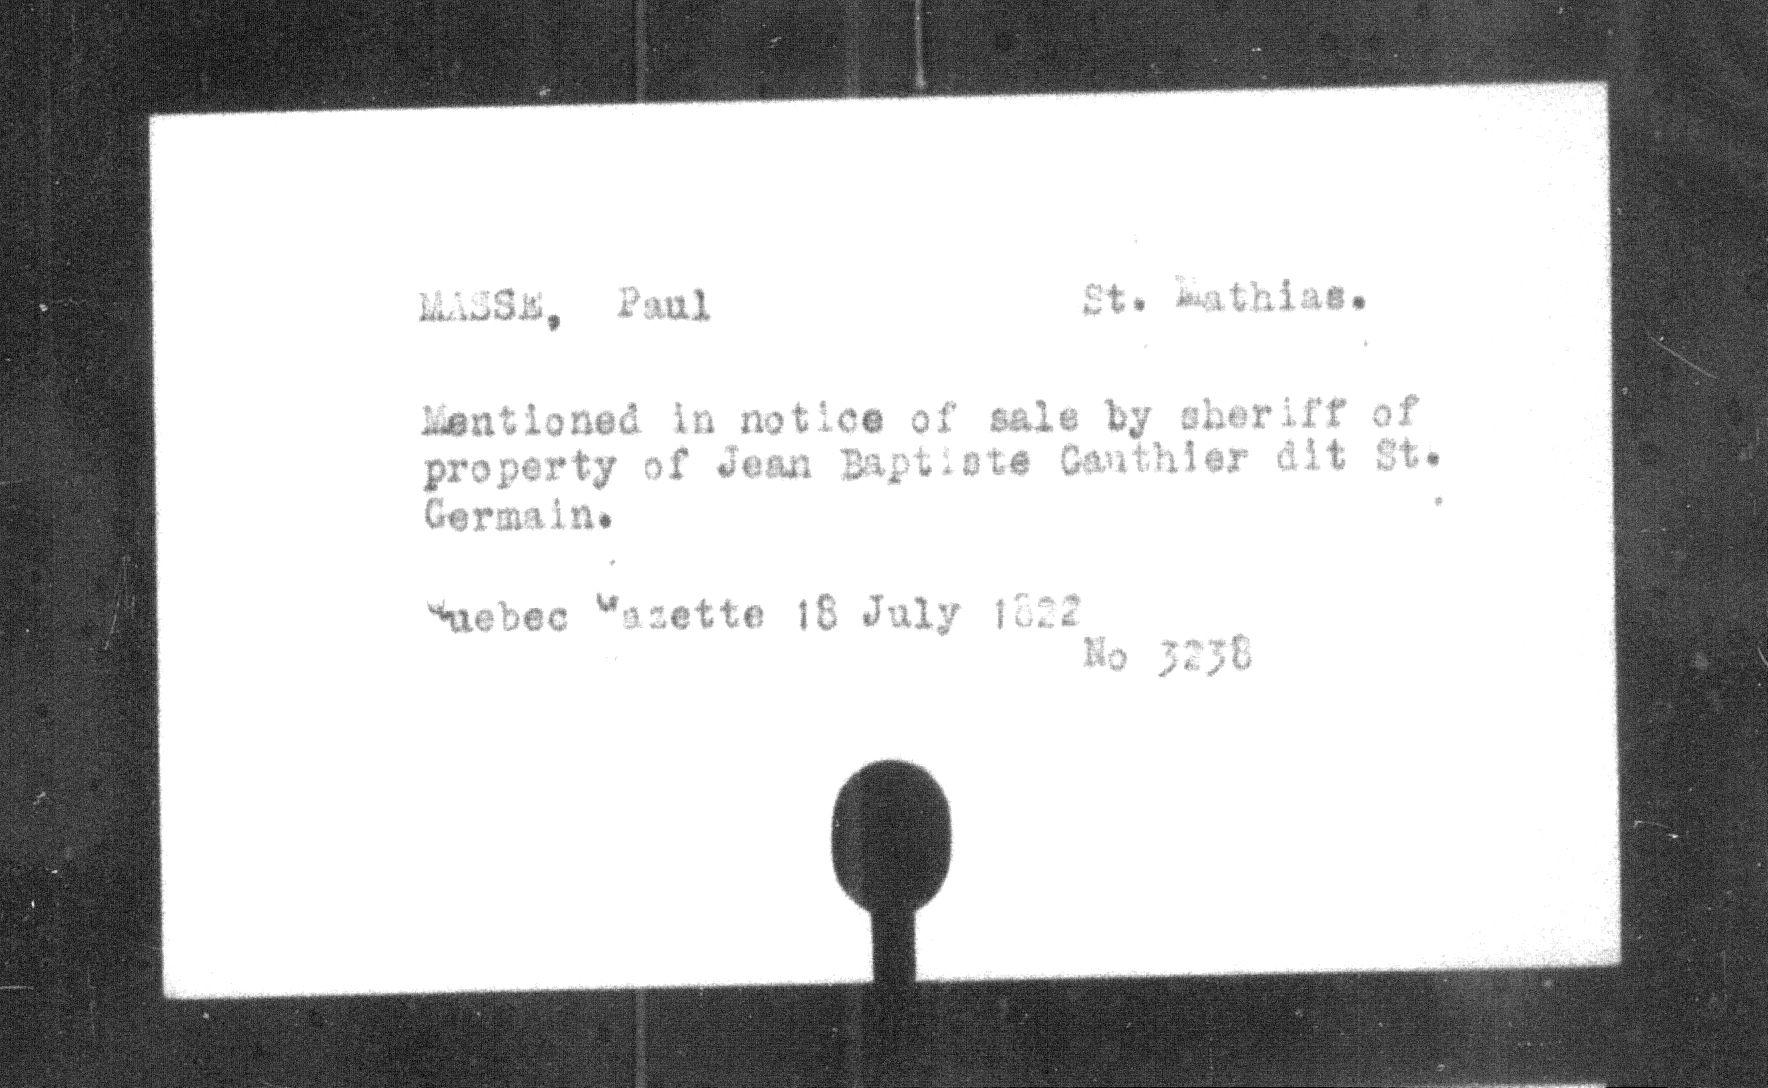 MASSE, Paul St. Mathias.
Mentioned in notice of sale by sheriff of
property of Jean Baptiste Gauthier dit St.
Germain.
Quebec Gazette 18 July 1822
No 3238